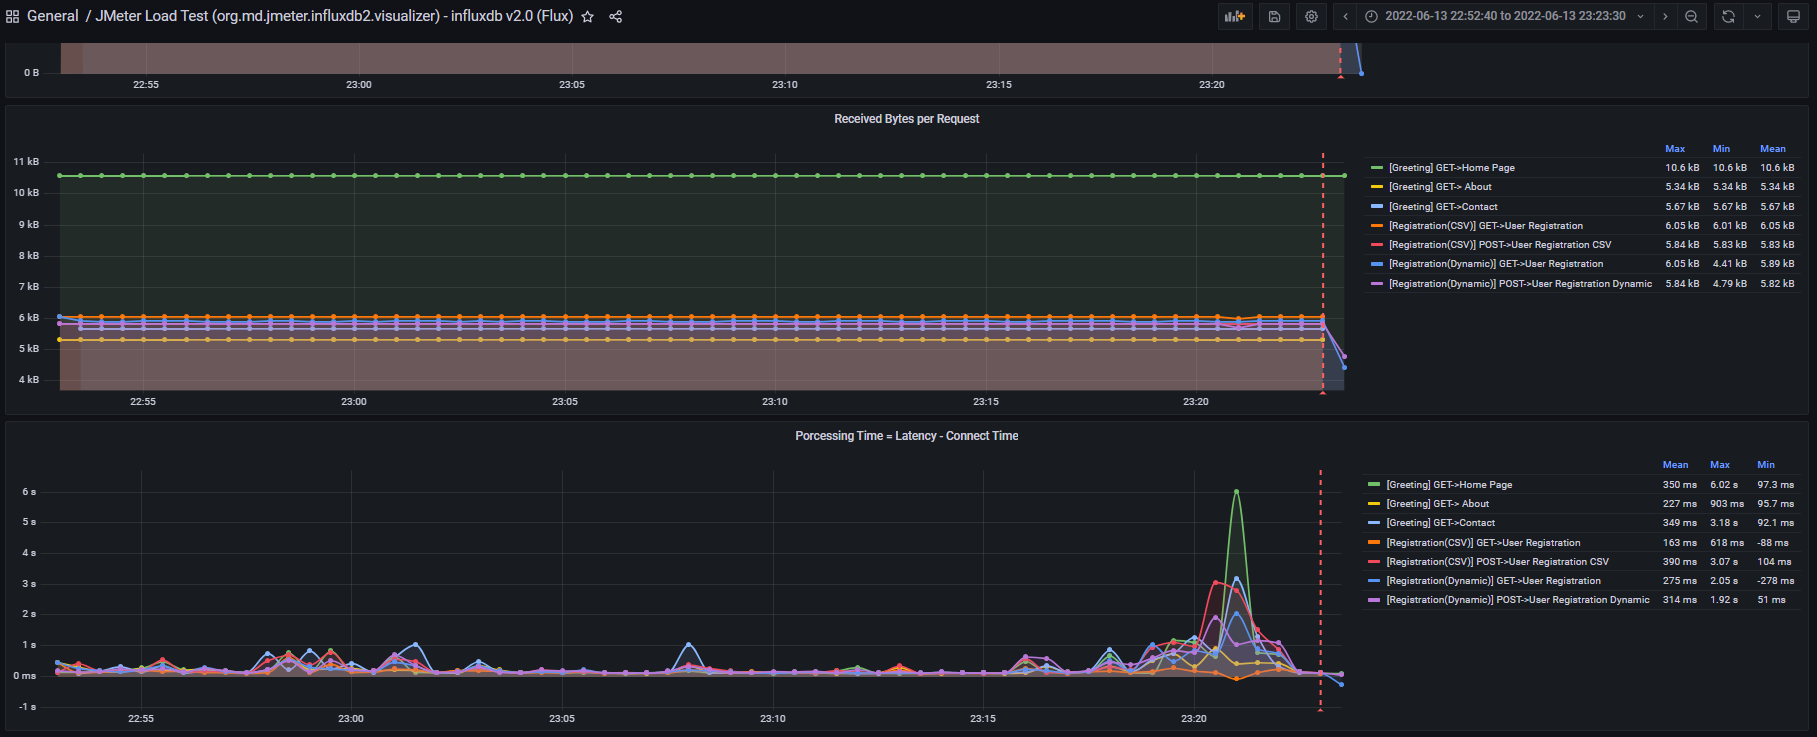 General / JMeter Load Test (org.md.jmeter.influxdb2.visualizer) - influxdb v2.0 (Flux)
2022-06-13 22:52:40 to 2022-06-13 23:23:30
0 B
22:55 23:00 23:05 23:10 23:15 23:20
Received Bytes per Request
11 kB
10 kB
9 kB
8 kB
7 kB
6 kB
5 kB
4 kB
22:55 23:00 23:05 23:10 23:15 23:20
Max Min Mean
[Greeting] GET->Home Page 10.6 kB 10.6 kB 10.6 kB
[Greeting] GET-> About 5.34 kB 5.34 kB 5.34 kB
[Greeting] GET->Contact 5.67 kB 5.67 kB 5.67 kB
[Registration(CSV)] GET->User Registration 6.05 kB 6.01 kB 6.05 kB
[Registration(CSV)] POST->User Registration CSV 5.84 kB 5.83 kB 5.83 kB
[Registration(Dynamic)] GET->User Registration 6.05 kB 4.41 kB 5.89 kB
[Registration(Dynamic)] POST->User Registration Dynamic 5.84 kB 4.79 kB 5.82 kB
Porcessing Time = Latency - Connect Time
6 s
5 s
4 s
3 s
2 s
1 s
0 ms
-1 s
22:55 23:00 23:05 23:10 23:15 23:20
Mean Max Min
[Greeting] GET->Home Page 350 ms 6.02 s 97.3 ms
[Greeting] GET-> About 227 ms 903 ms 95.7 ms
[Greeting] GET->Contact 349 ms 3.18 s 92.1 ms
[Registration(CSV)] GET->User Registration 163 ms 618 ms -88 ms
[Registration(CSV)] POST->User Registration CSV 390 ms 3.07 s 104 ms
[Registration(Dynamic)] GET->User Registration 275 ms 2.05 s -278 ms
[Registration(Dynamic)] POST->User Registration Dynamic 314 ms 1.92 s 51 ms